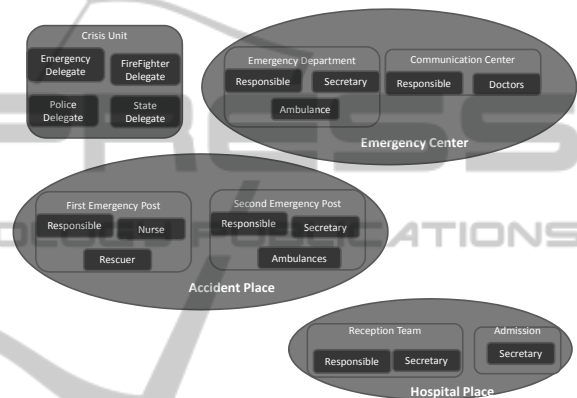 Crisis Unit
Emergency
Delegate
FireFighter
Delegate
Police
Delegate
State
Delegate
Emergency Department
Responsible
Secretary
Ambulance
Communication Center
Responsible
Doctors
Emergency Center
First Emergency Post
Responsible
Nurse
Rescuer
Second Emergency Post
Responsible
Secretary
Ambulances
Accident Place
Reception Team
Responsible
Secretary
Admission
Secretary
Hospital Place
PRESS
PUBLICATIONS